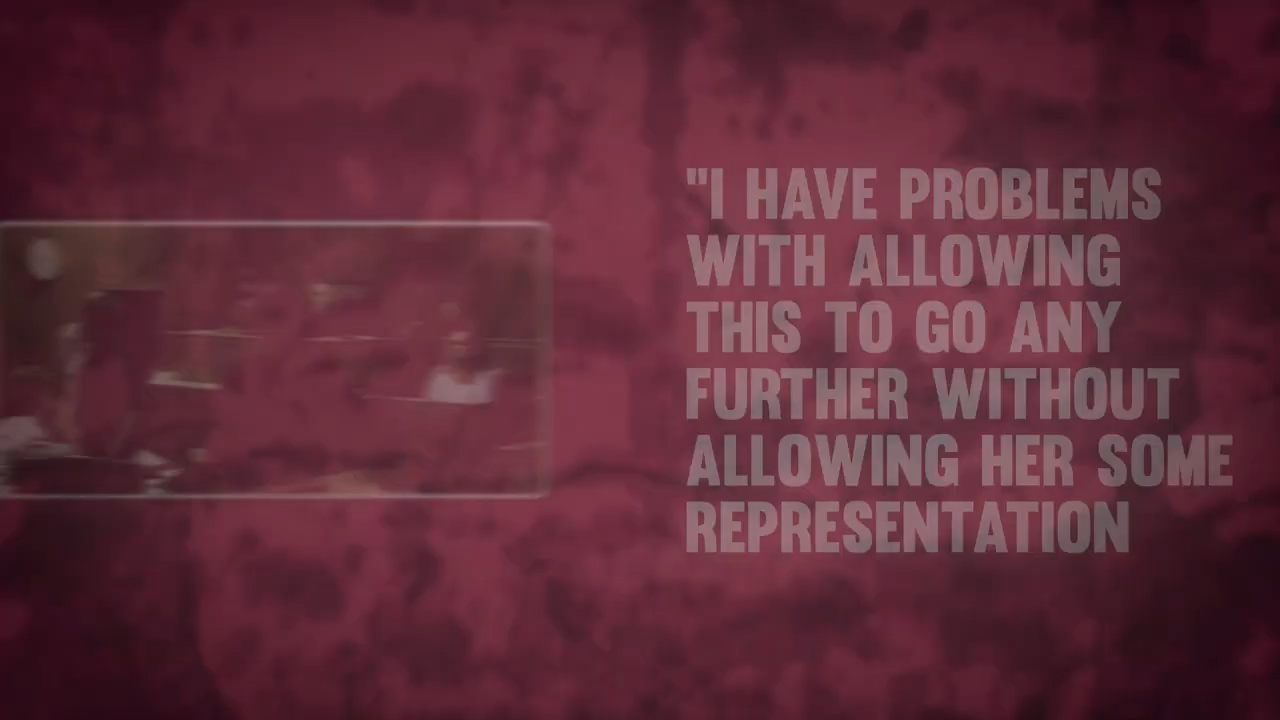 "I HAVE PROBLEMS
WITH ALLOWING
THIS TO GO ANY
FURTHER WITHOUT
ALLOWING HER SOME
REPRESENTATION